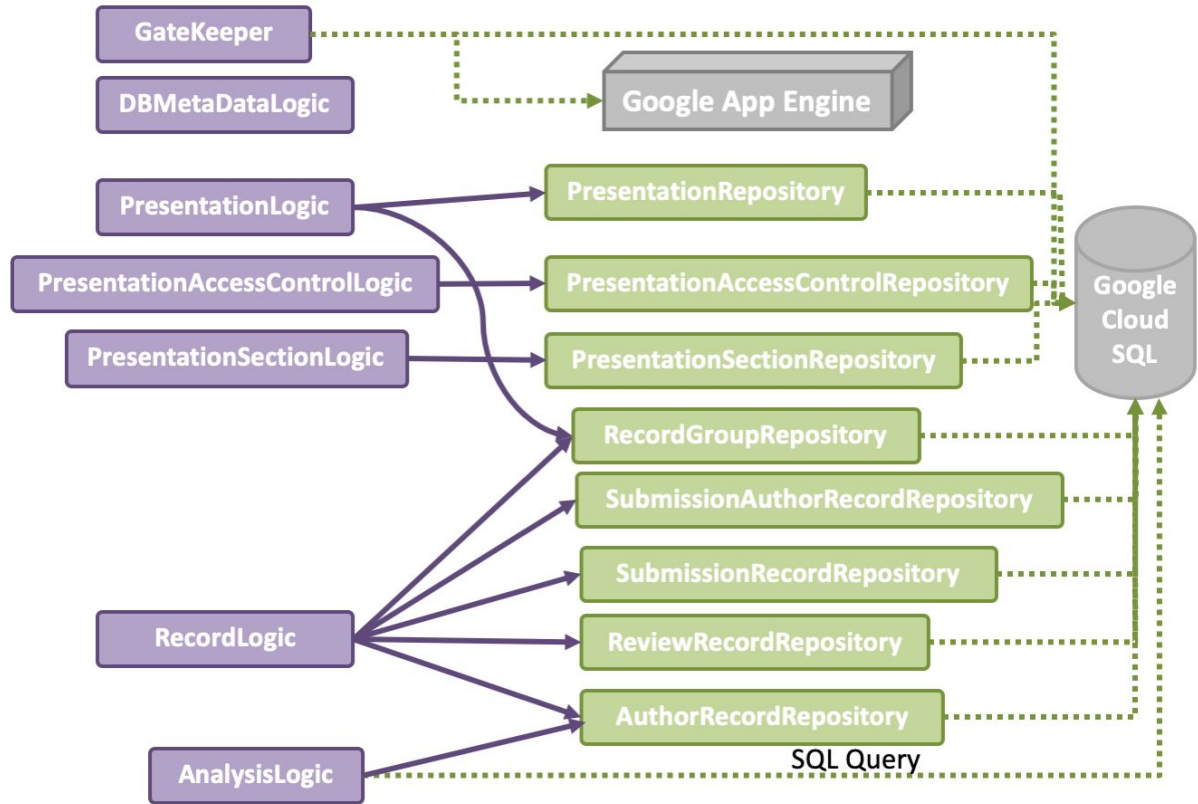 GateKeeper
DBMetaDataLogic
Google App Engine
PresentationLogic
PresentationRepository
PresentationAccessControlLogic
PresentationAccessControlRepository
Google
Cloud
SQL
PresentationSectionLogic
PresentationSectionRepository
RecordGroupRepository
SubmissionAuthorRecordRepository
SubmissionRecordRepository
RecordLogic
ReviewRecordRepository
AuthorRecordRepository
SQL Query
AnalysisLogic